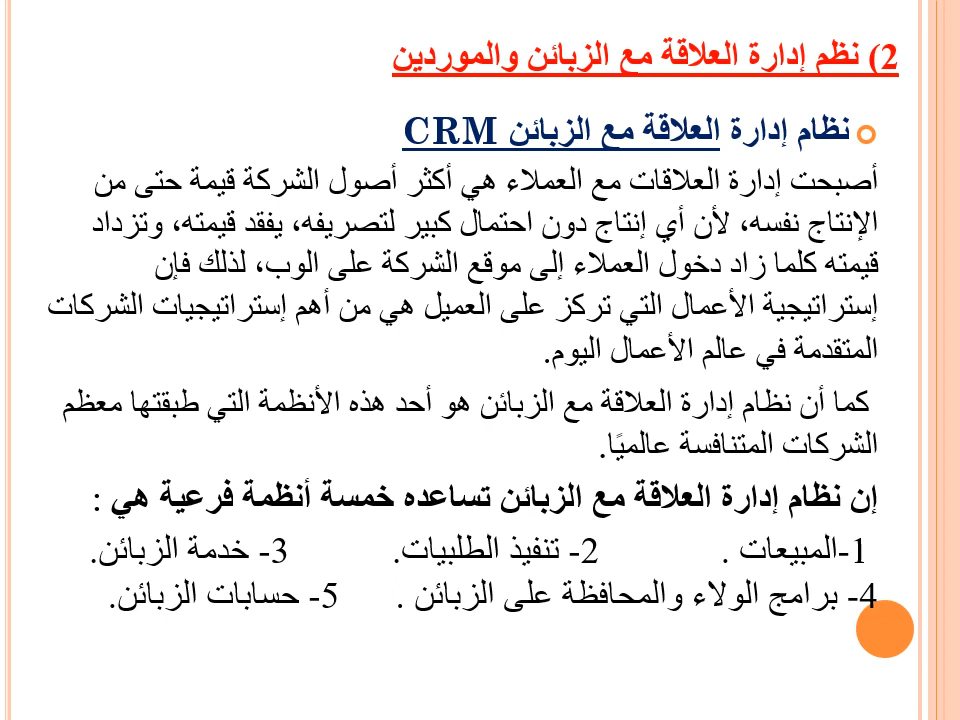 2) نظم إدارة العلاقة مع الزبائن والموردين
نظام إدارة العلاقة مع الزبائن CRM
أصبحت إدارة العلاقات مع العملاء هي أكثر أصول الشركة قيمة حتى من
الإنتاج نفسه، لأن أي إنتاج دون احتمال كبير لتصريفه، يفقد قيمته، وتزداد
قيمته كلما زاد دخول العملاء إلى موقع الشركة على الوب، لذلك فإن
إستراتيجية الأعمال التي تركز على العميل هي من أهم إستراتيجيات الشركات
المتقدمة في عالم الأعمال اليوم.
كما أن نظام إدارة العلاقة مع الزبائن هو أحد هذه الأنظمة التي طبقتها معظم
الشركات المتنافسة عالميًا.
إن نظام إدارة العلاقة مع الزبائن تساعده خمسة أنظمة فرعية هي :
1-المبيعات . 2- تنفيذ الطلبيات. 3- خدمة الزبائن.
4- برامج الولاء والمحافظة على الزبائن . 5- حسابات الزبائن.